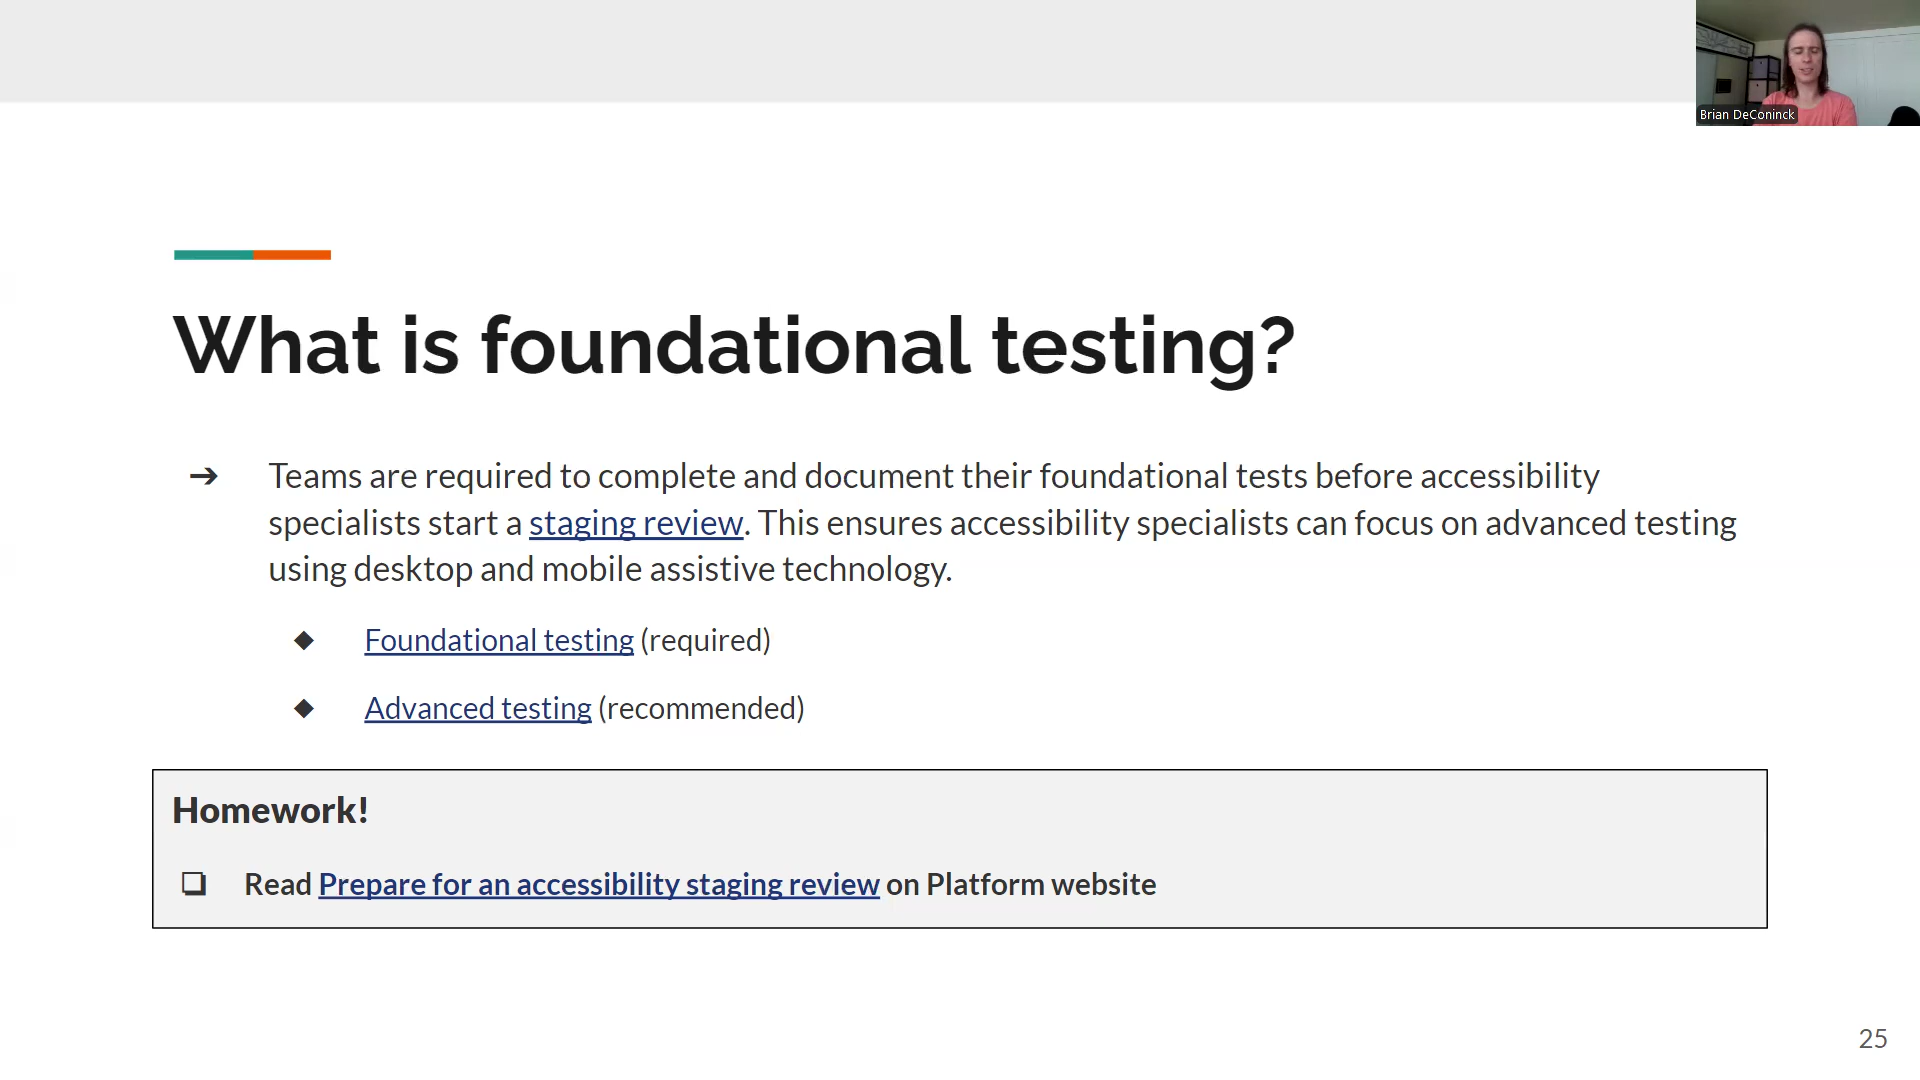 Brian DeConinck
What is foundational testing?
➔ Teams are required to complete and document their foundational tests before accessibility
specialists start a staging review. This ensures accessibility specialists can focus on advanced testing
using desktop and mobile assistive technology.
◆ Foundational testing (required)
◆ Advanced testing (recommended)
Homework!
❏ Read Prepare for an accessibility staging review on Platform website
25